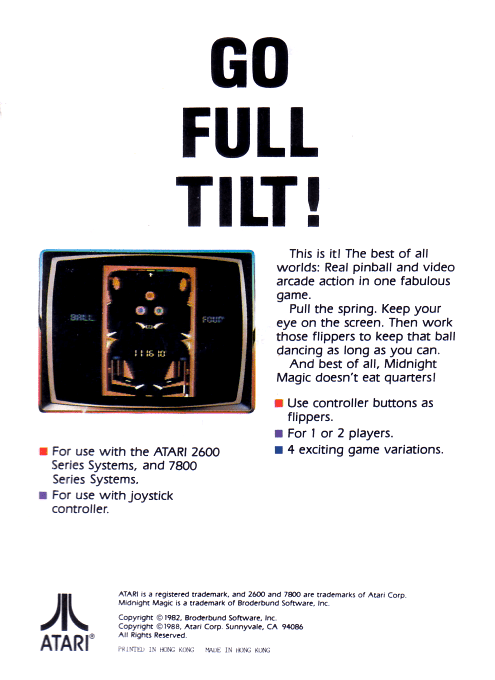 GO
FULL
TILT!
This is it! The best of all
worlds: Real pinball and video
arcade action in one fabulous
game.
Pull the spring. Keep your
eye on the screen. Then work
those flippers to keep that ball
dancing as long as you can.
And best of all, Midnight
Magic doesn't eat quarters!
BALL
FOUR
111610
■ Use controller buttons as
flippers.
■ For 1 or 2 players.
■ 4 exciting game variations.
■ For use with the ATARI 2600
Series Systems, and 7800
Series Systems.
■ For use with joystick
controller.
ATARI is a registered trademark, and 2600 and 7800 are trademarks of Atari Corp.
Midnight Magic is a trademark of Broderbund Software, Inc.
Copyright ©1982, Broderbund Software, Inc.
Copyright ©1988, Atari Corp. Sunnyvale, CA 94086
All Rights Reserved.
PRINTED IN HONG KONG MADE IN HONG KONG
ATARI®